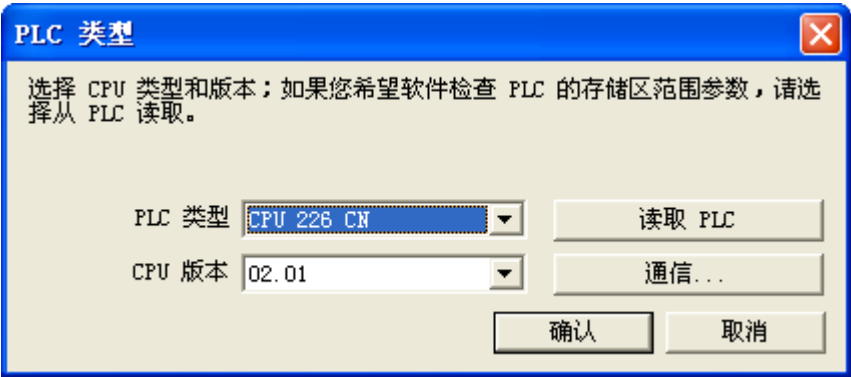 PLC 类型
选择 CPU 类型和版本；如果您希望软件检查 PLC 的存储区范围参数，请选
择从 PLC 读取。
PLC 类型 CPU 226 CN 读取 PLC
CPU 版本 02.01 通信...
确认 取消